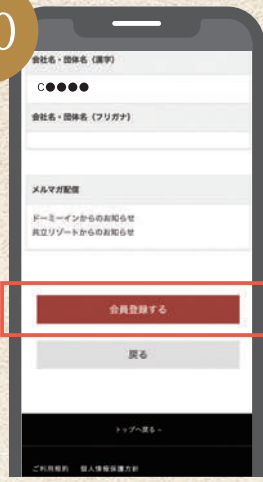 会社名・団体名 (漢字)
C●●●●
会社名・団体名 (フリガナ)
メルマガ配信
ドーミーインからのお知らせ
共立リゾートからのお知らせ
会員登録する
戻る
トップへ戻る
ご利用規約 個人情報保護方針